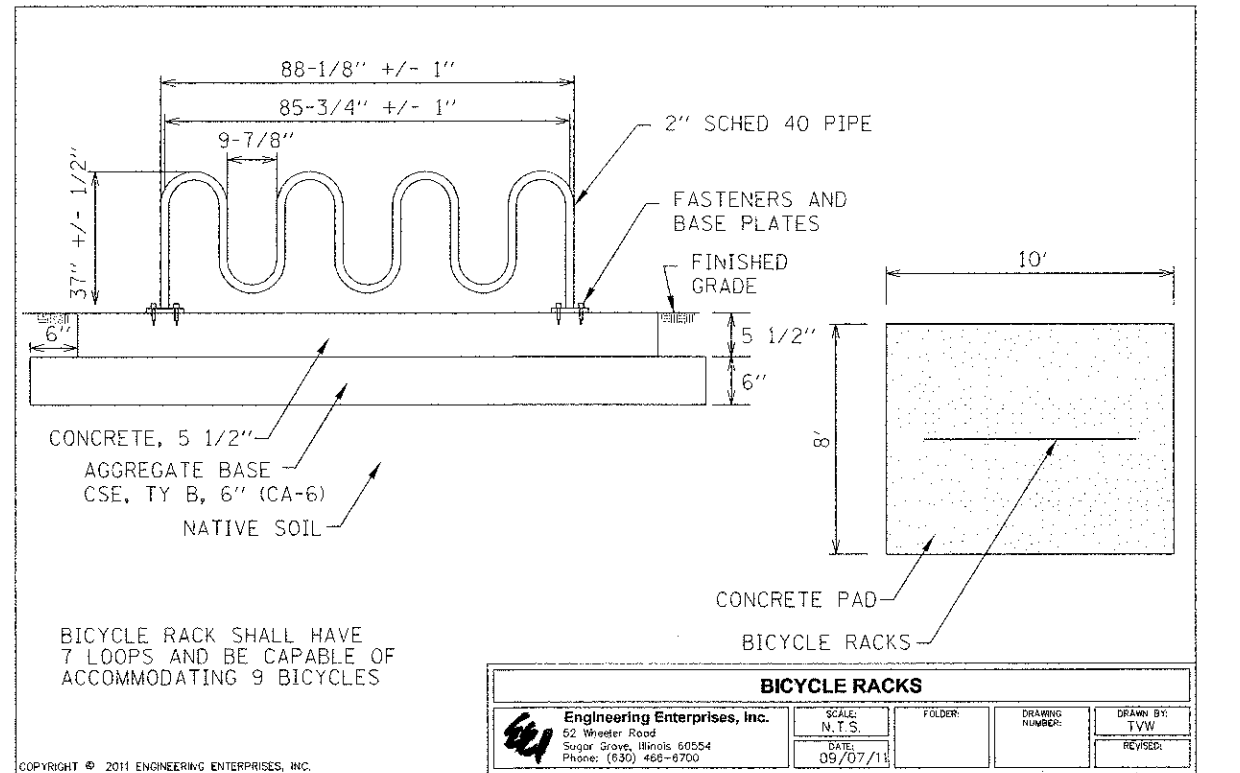 88-1/8" +/- 1"
85-3/4" +/- 1"
9-7/8"
37" +/- 1/2"
2" SCHED 40 PIPE
FASTENERS AND
BASE PLATES
FINISHED
GRADE
6"
5 1/2"
6"
CONCRETE, 5 1/2"
AGGREGATE BASE
CSE, TY B, 6" (CA-6)
NATIVE SOIL
10'
8'
CONCRETE PAD
BICYCLE RACKS
BICYCLE RACK SHALL HAVE
7 LOOPS AND BE CAPABLE OF
ACCOMMODATING 9 BICYCLES
BICYCLE RACKS
Engineering Enterprises, Inc.
52 Wheeler Road
Sugar Grove, Illinois 60554
Phone: (630) 466-6700
SCALE:
N.T.S.
DATE:
09/07/11
FOLDER:
DRAWING
NUMBER:
DRAWN BY:
TVW
REVISED:
COPYRIGHT © 2011 ENGINEERING ENTERPRISES, INC.